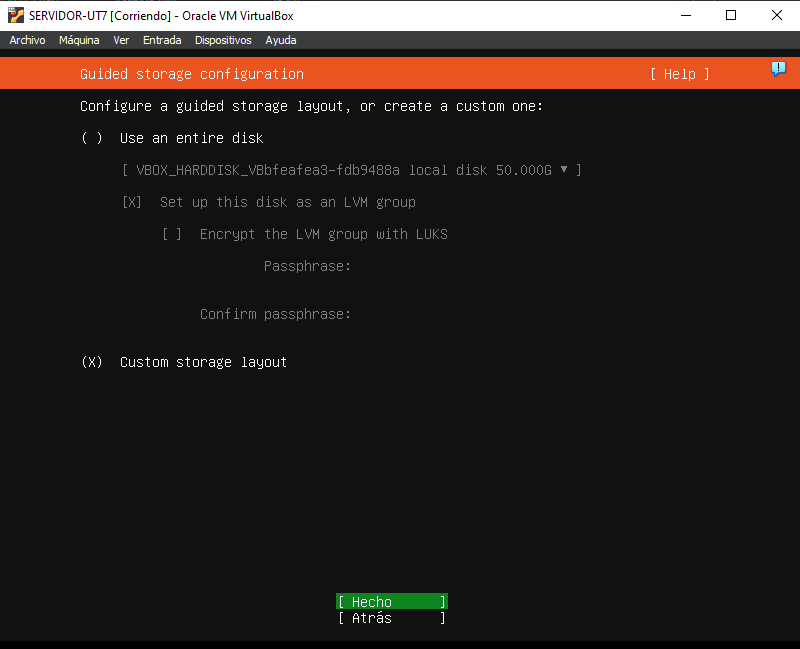 SERVIDOR-UT7 [Corriendo] - Oracle VM VirtualBox
Archivo Máquina Ver Entrada Dispositivos Ayuda
Guided storage configuration [ Help ]
Configure a guided storage layout, or create a custom one:
( ) Use an entire disk
[ VBOX_HARDDISK_VBbfeafea3-fdb9488a local disk 50.000G ▾ ]
[X] Set up this disk as an LVM group
[ ] Encrypt the LVM group with LUKS
Passphrase:
Confirm passphrase:
(X) Custom storage layout
[ Hecho ]
[ Atrás ]